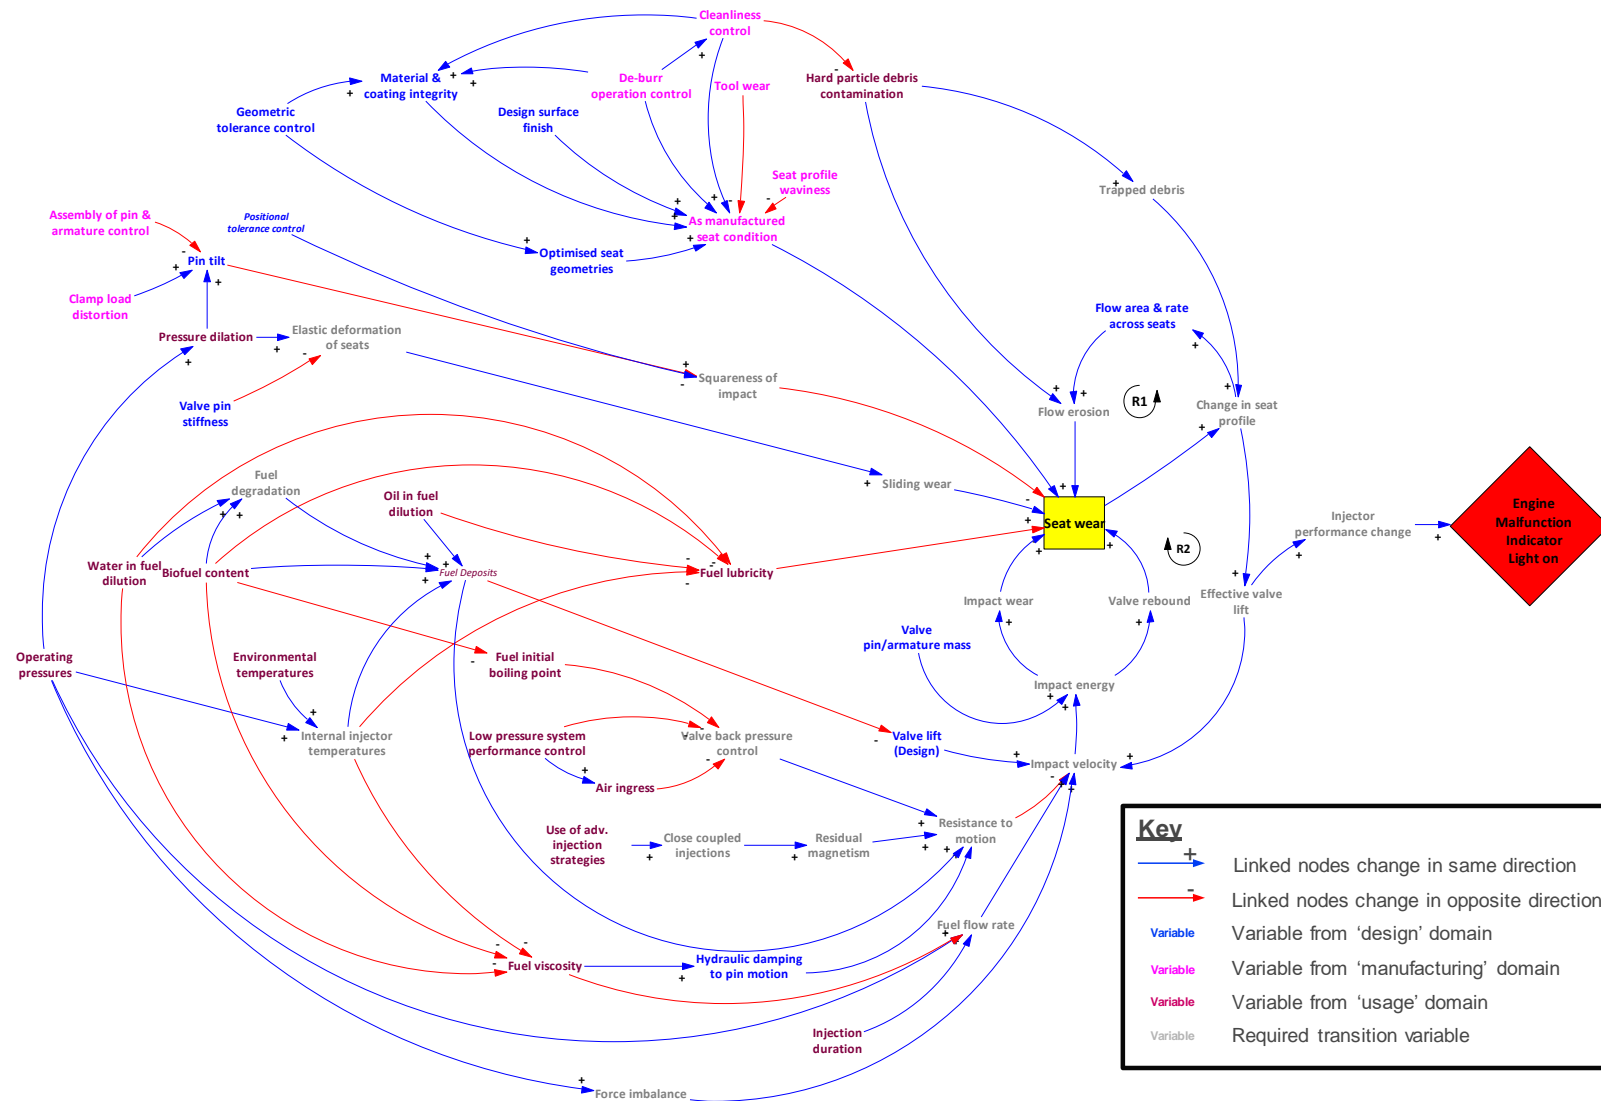 Cleanliness
control
Material &
coating integrity
De-burr
operation control
Tool wear
Hard particle debris
contamination
Geometric
tolerance control
Design surface
finish
Seat profile
waviness
Trapped debris
Assembly of pin &
armature control
Positional
tolerance control
As manufactured
seat condition
Pin tilt
Optimised seat
geometries
Clamp load
distortion
Flow area & rate
across seats
Pressure dilation
Elastic deformation
of seats
Squareness of
impact
Valve pin
stiffness
Flow erosion
R1
Change in seat
profile
Fuel
degradation
Sliding wear
Oil in fuel
dilution
Seat wear
Engine
Malfunction
Indicator
Light on
Injector
performance change
R2
Water in fuel
dilution
Biofuel content
Fuel Deposits
Fuel lubricity
Impact wear
Valve rebound
Effective valve
lift
Valve
pin/armature mass
Operating
pressures
Environmental
temperatures
Fuel initial
boiling point
Impact energy
Internal injector
temperatures
Low pressure system
performance control
Valve back pressure
control
Valve lift
(Design)
Impact velocity
Air ingress
Use of adv.
injection
strategies
Close coupled
injections
Residual
magnetism
Resistance to
motion
Fuel flow rate
Fuel viscosity
Hydraulic damping
to pin motion
Injection
duration
Force imbalance
Key
+ Linked nodes change in same direction
- Linked nodes change in opposite direction
Variable Variable from ‘design’ domain
Variable Variable from ‘manufacturing’ domain
Variable Variable from ‘usage’ domain
Variable Required transition variable